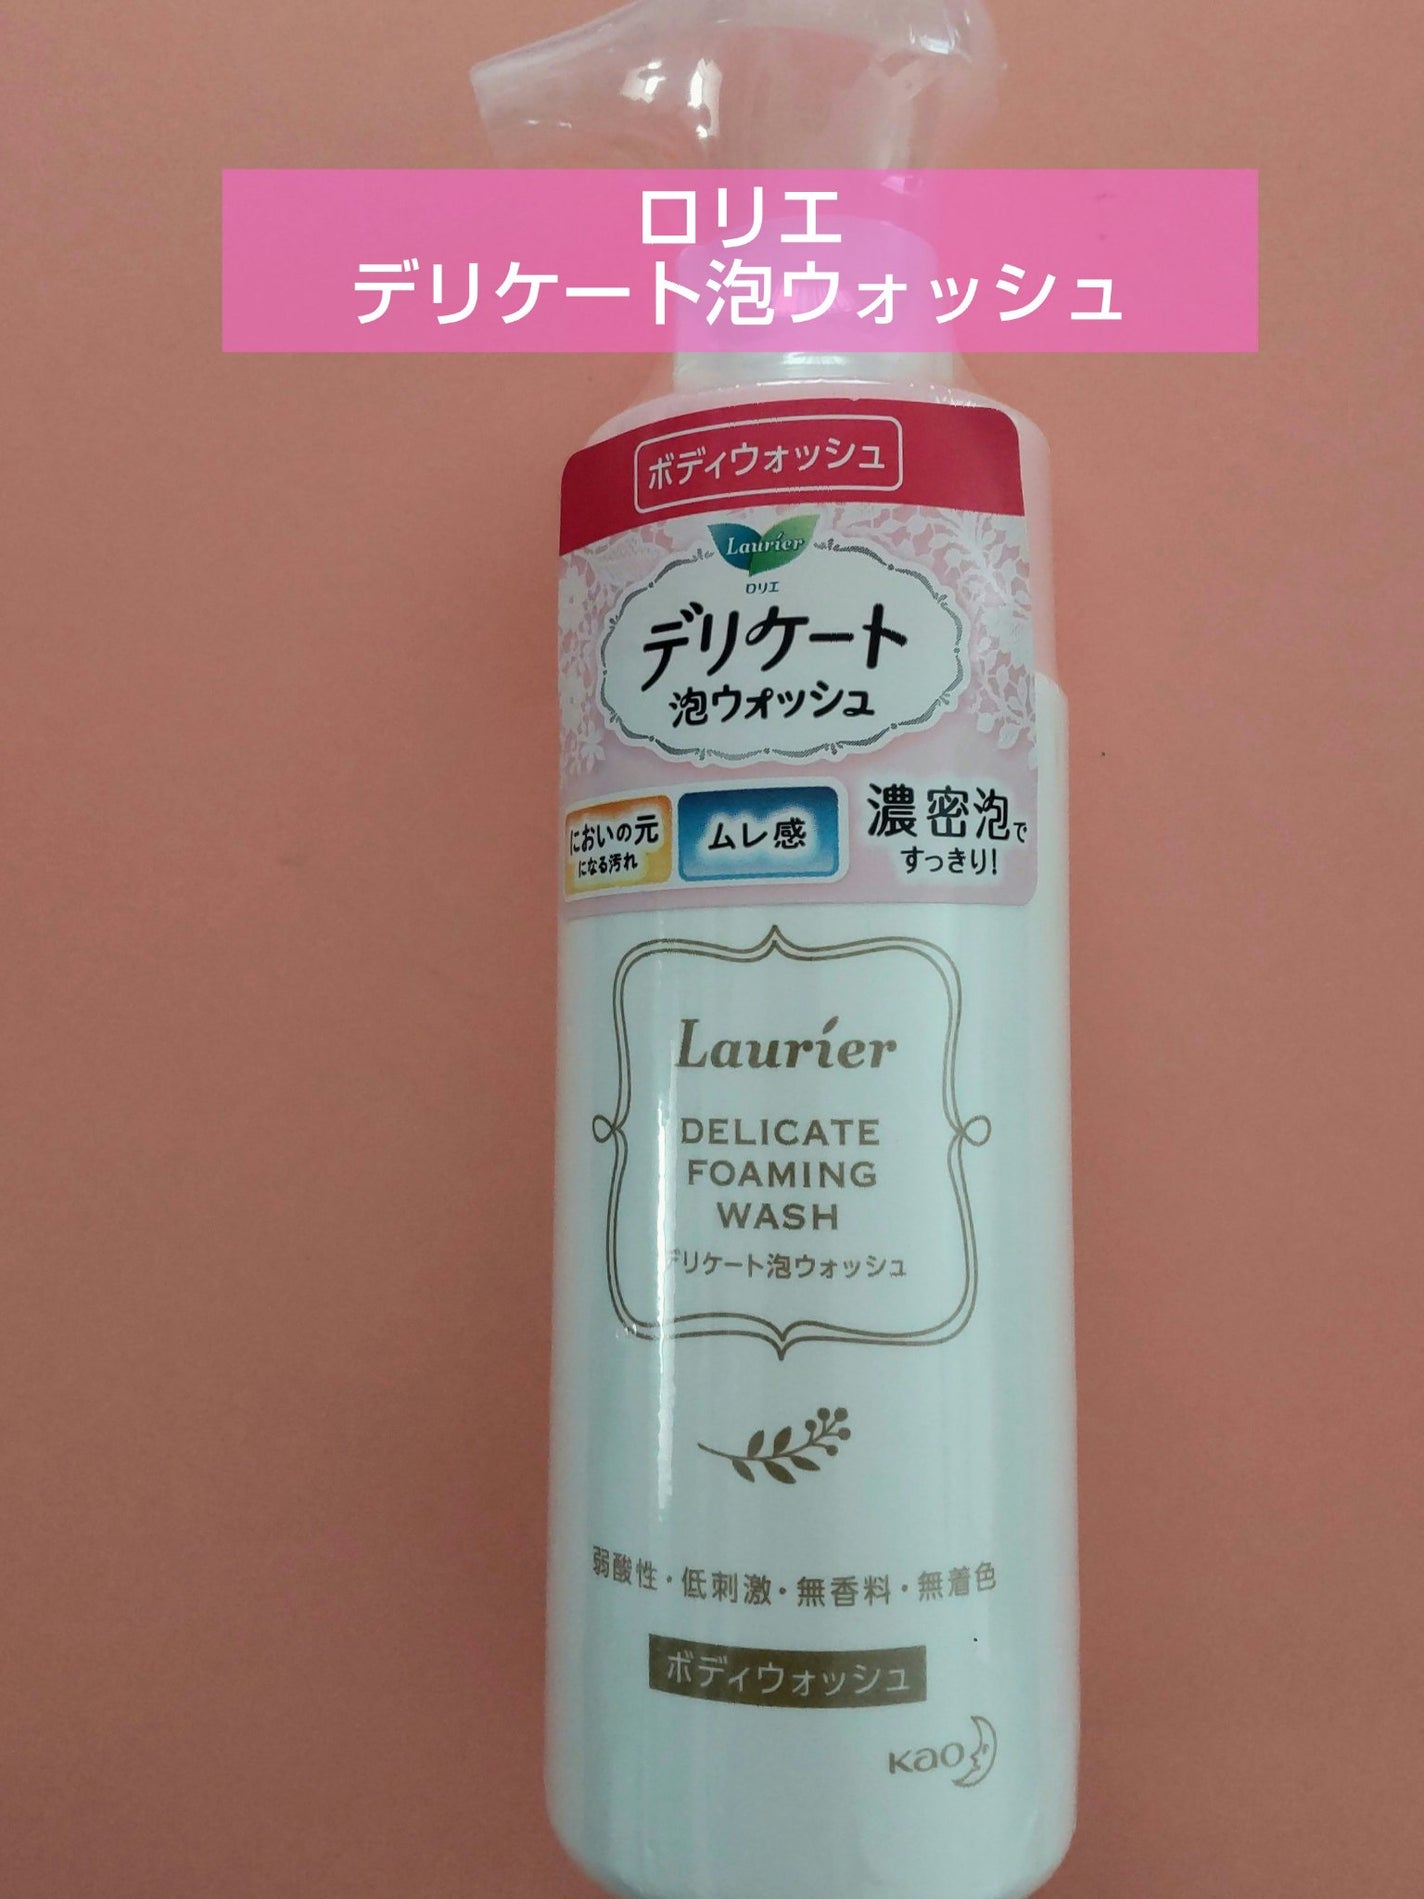 ロリエ
デリケート泡ウォッシュ
ボディウォッシュ
Laurier
ロリエ
デリケート
泡ウォッシュ
においの元
になる汚れ
ムレ感
濃密泡で
すっきり!
Laurier
DELICATE
FOAMING
WASH
デリケート泡ウォッシュ
弱酸性・低刺激・無香料・無着色
ボディウォッシュ
Kao